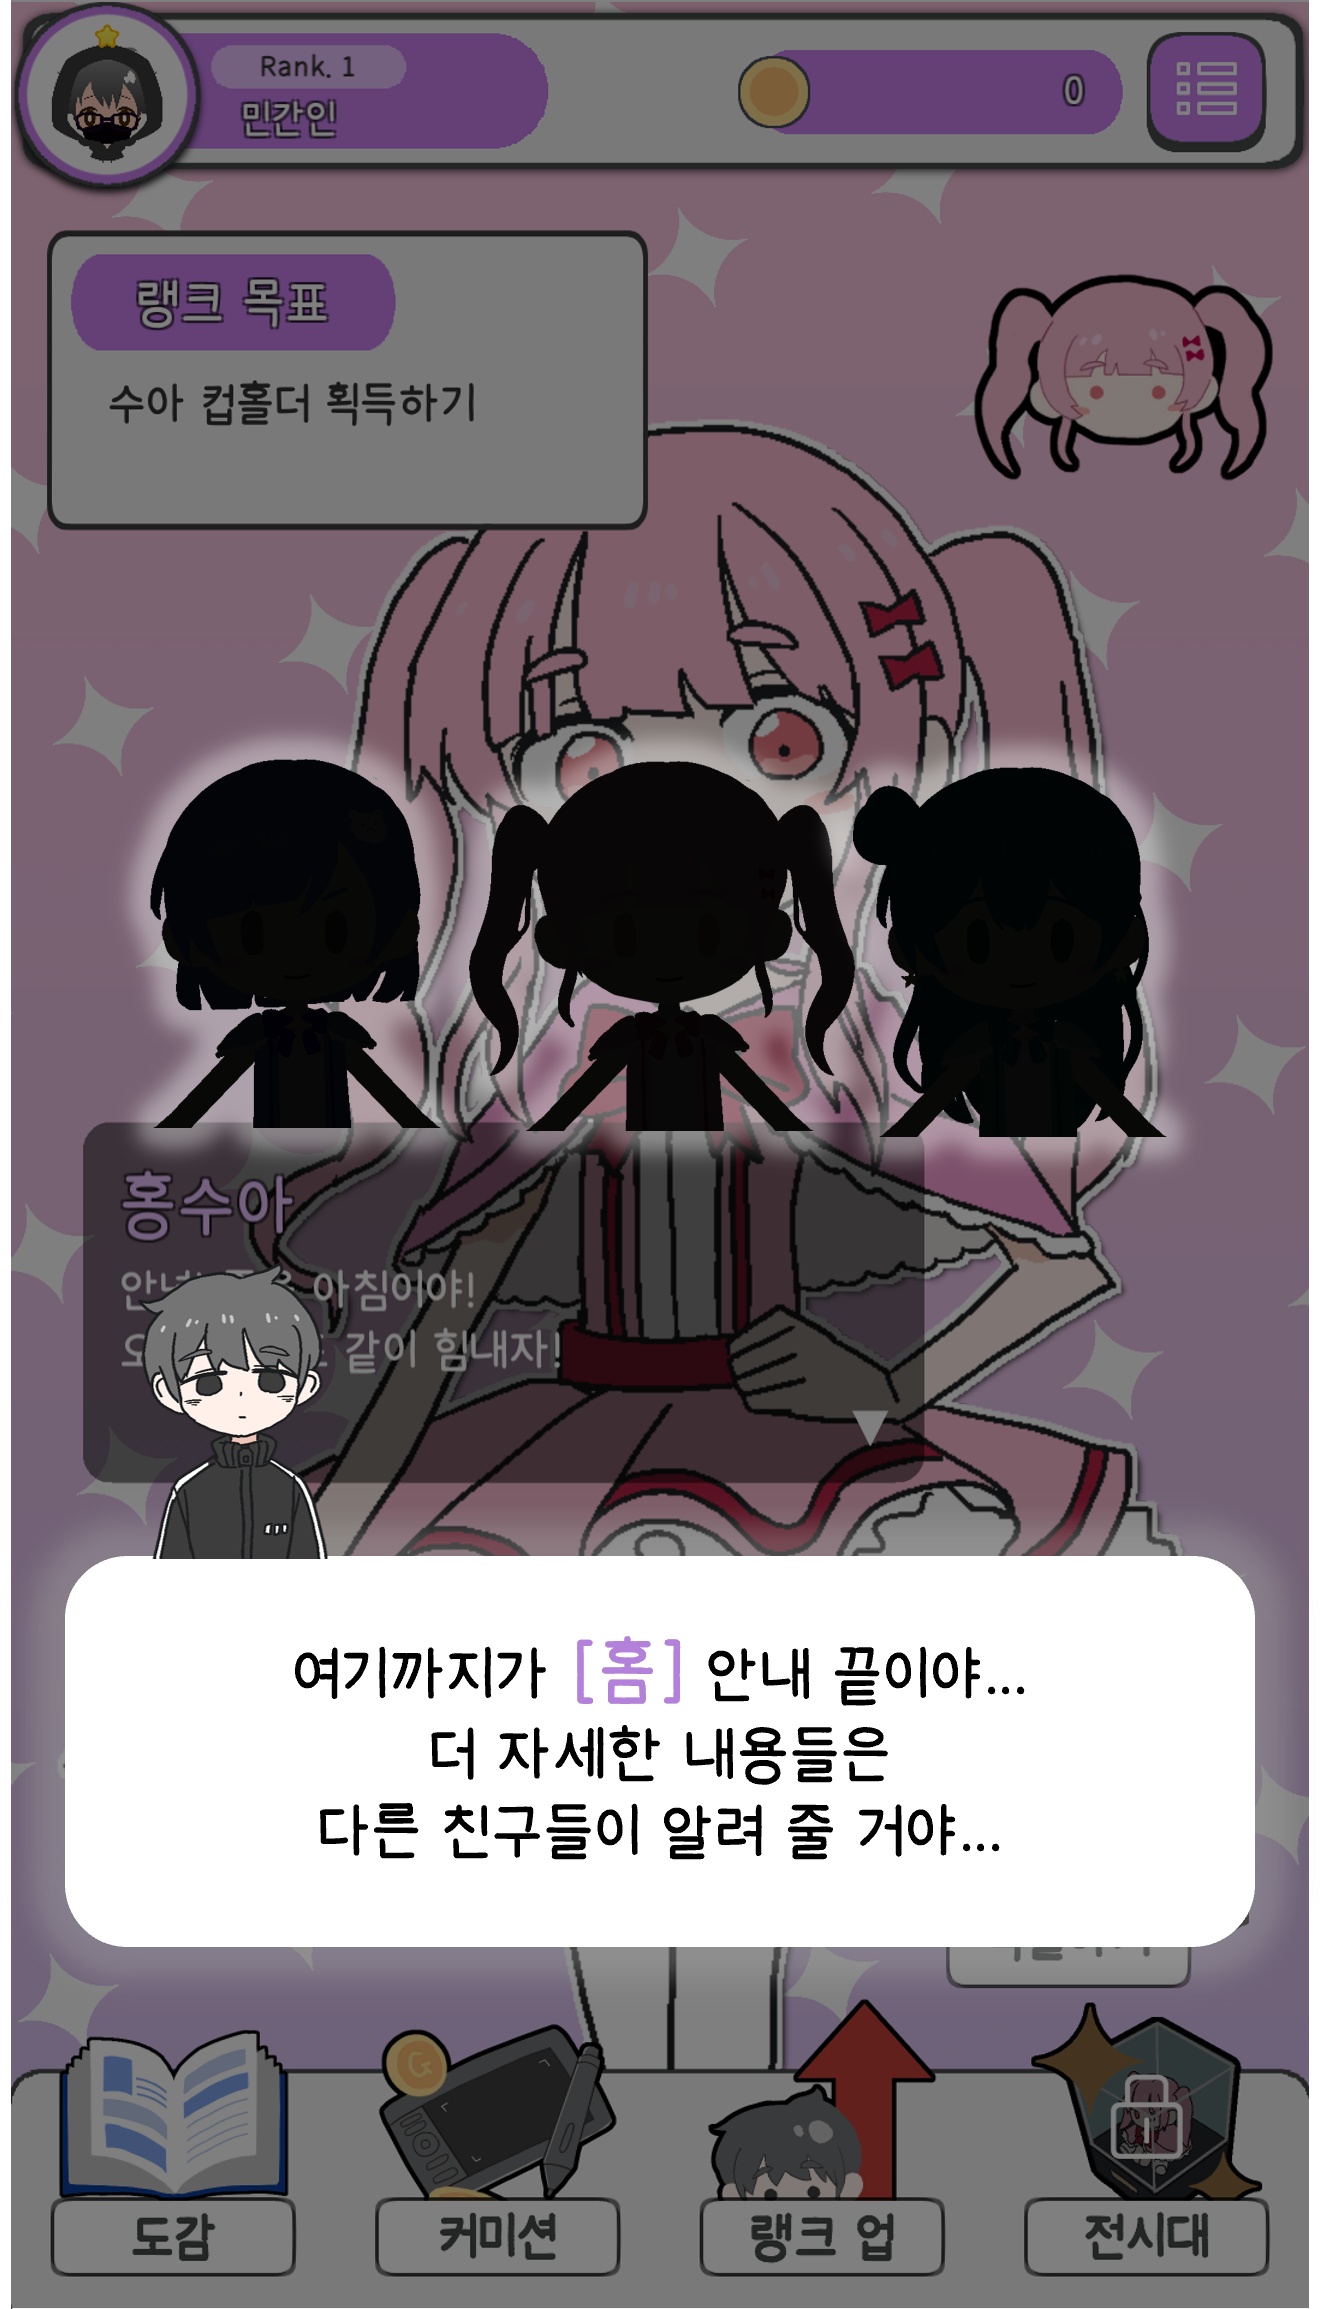 Rank. 1
민간인
0
랭크 목표
수아 컵홀더 획득하기
홍수아
아침이야!
같이 힘내자!
여기까지가 [홈] 안내 끝이야...
더 자세한 내용들은
다른 친구들이 알려 줄 거야...
G
도감
커미션
랭크 업
전시대